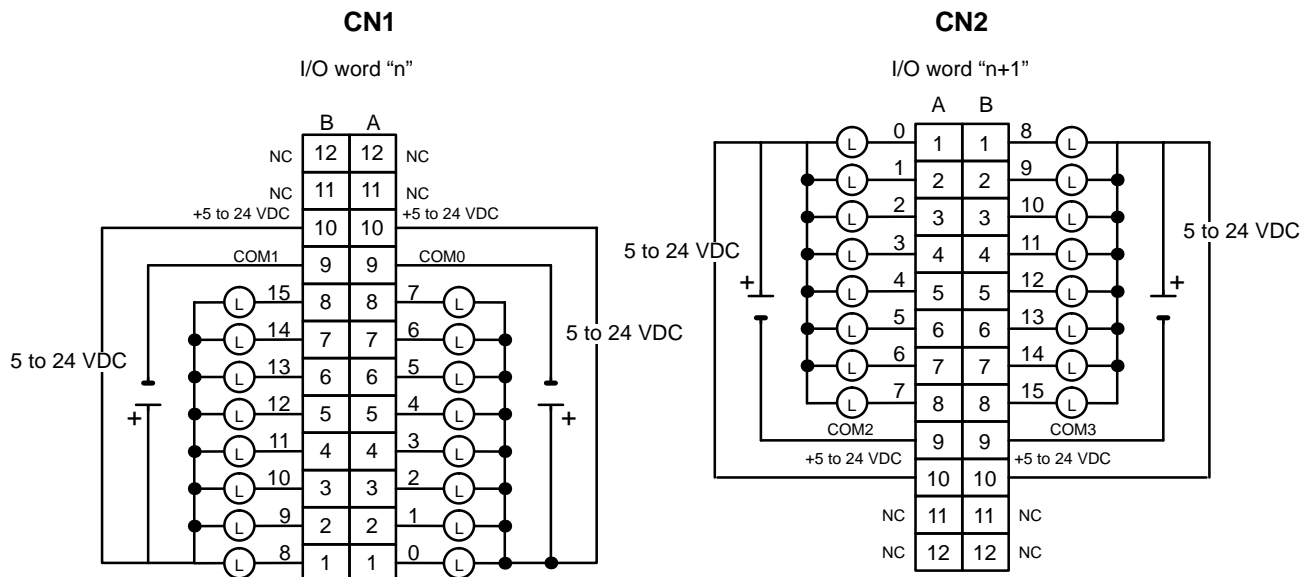 CN1
I/O word “n”
B A
NC 12 12 NC
NC 11 11 NC
+5 to 24 VDC 10 10 +5 to 24 VDC
COM1 9 9 COM0
L 15 8 8 7 L
L 14 7 7 6 L
5 to 24 VDC
5 to 24 VDC
L 13 6 6 5 L
+ L 12 5 5 4 L +
L 11 4 4 3 L
L 10 3 3 2 L
L 9 2 2 1 L
L 8 1 1 0 L
CN2
I/O word “n+1”
A B
L 0 1 1 8 L
L 1 2 2 9 L
L 2 3 3 10 L
5 to 24 VDC
5 to 24 VDC
L 3 4 4 11 L
+ L 4 5 5 12 L +
L 5 6 6 13 L
L 6 7 7 14 L
L 7 8 8 15 L
COM2 9 9 COM3
+5 to 24 VDC 10 10 +5 to 24 VDC
NC 11 11 NC
NC 12 12 NC